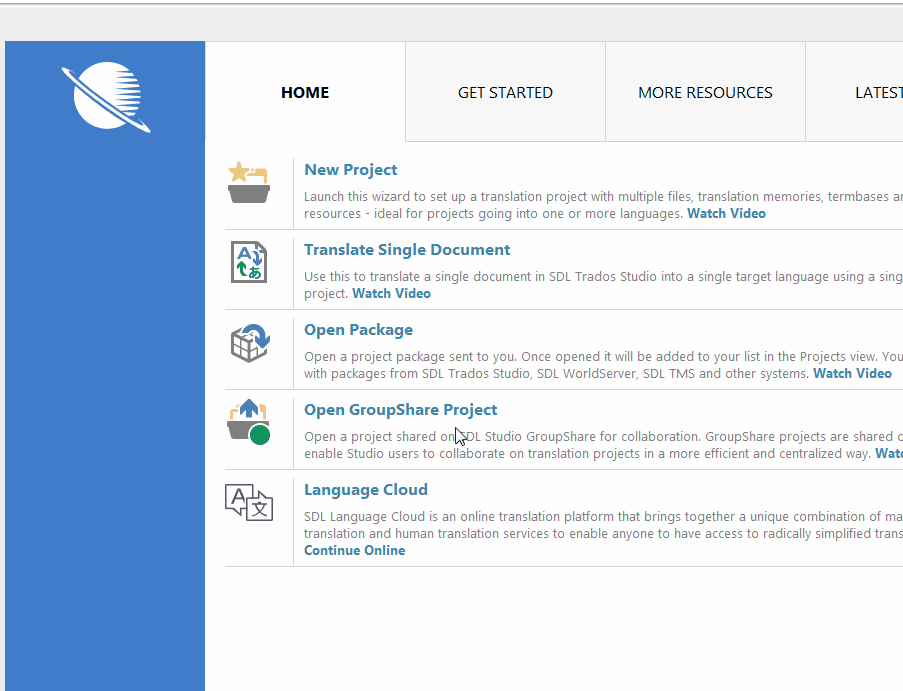 HOME
GET STARTED
MORE RESOURCES
LATEST
New Project
Launch this wizard to set up a translation project with multiple files, translation memories, termbases
resources - ideal for projects going into one or more languages. Watch Video
Translate Single Document
Use this to translate a single document in SDL Trados Studio into a single target language using a
project. Watch Video
Open Package
Open a project package sent to you. Once opened it will be added to your list in the Projects view. You
with packages from SDL Trados Studio, SDL WorldServer, SDL TMS and other systems. Watch Video
Open GroupShare Project
Open a project shared on SDL Studio GroupShare for collaboration. GroupShare projects are shared
enable Studio users to collaborate on translation projects in a more efficient and centralized way.
Language Cloud
SDL Language Cloud is an online translation platform that brings together a unique combination of
translation and human translation services to enable anyone to have access to radically simplified
Continue Online